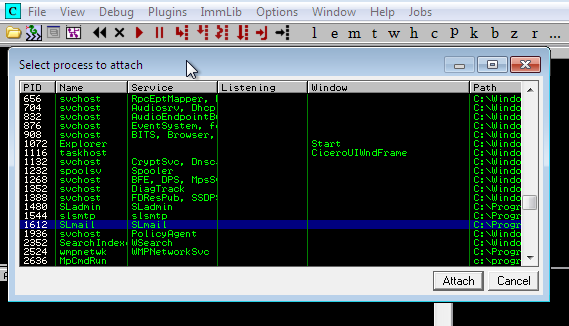 C File View Debug Plugins ImmLib Options Window Help Jobs
l e m t w h c p k b z r
Select process to attach
PID Name Service Listening Window Path
656 svchost RpcEptMapper, C:\Windo
704 svchost Audiosrv, Dhcp C:\Windo
832 svchost AudioEndpointBu C:\Windo
876 svchost EventSystem, fo C:\Windo
908 svchost BITS, Browser, C:\Windo
1072 Explorer Start C:\Windo
1116 taskhost CiceroUIWndFrame C:\Windo
1132 svchost CryptSvc, Dnsc C:\Windo
1232 spoolsv Spooler C:\Windo
1268 svchost BFE, DPS, MpsS C:\Windo
1352 svchost DiagTrack C:\Windo
1388 svchost FDResPub, SSDP C:\Windo
1480 SLadmin SLadmin C:\Progr
1544 slsmtp slsmtp C:\Progr
1612 SLmail SLmail C:\Progr
1936 svchost PolicyAgent C:\Windo
2352 SearchIndexe WSearch C:\Windo
2524 wmpnetwk WMPNetworkSvc C:\Progr
2636 MpCmdRun c:\progr
Attach Cancel